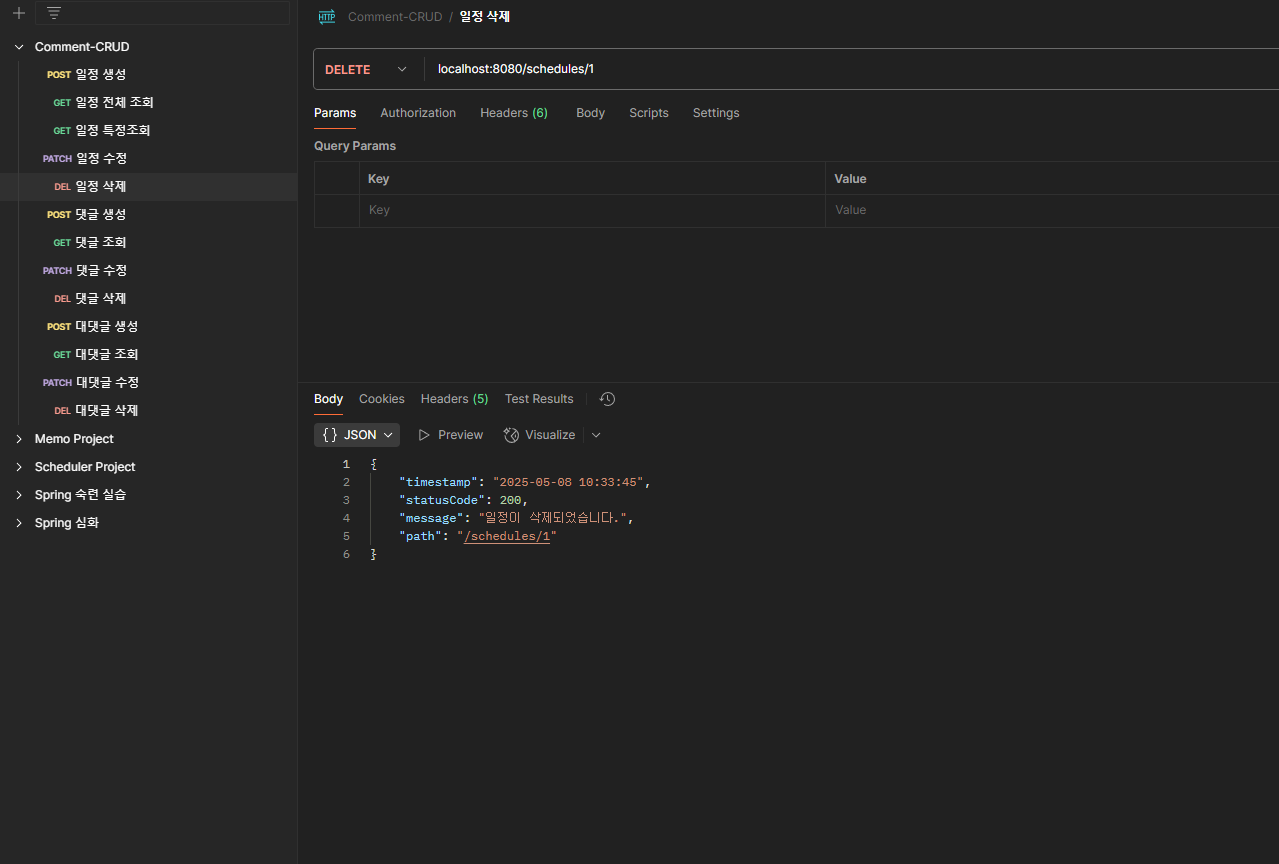 Comment-CRUD
POST 일정 생성
GET 일정 전체 조회
GET 일정 특정조회
PATCH 일정 수정
DEL 일정 삭제
POST 댓글 생성
GET 댓글 조회
PATCH 댓글 수정
DEL 댓글 삭제
POST 대댓글 생성
GET 대댓글 조회
PATCH 대댓글 수정
DEL 대댓글 삭제
Memo Project
Scheduler Project
Spring 숙련 실습
Spring 심화
HTTP Comment-CRUD / 일정 삭제
DELETE localhost:8080/schedules/1
Params Authorization Headers (6) Body Scripts Settings
Query Params
Key Value
Key Value
Body Cookies Headers (5) Test Results
{} JSON Preview Visualize
1 {
2 "timestamp": "2025-05-08 10:33:45",
3 "statusCode": 200,
4 "message": "일정이 삭제되었습니다.",
5 "path": "/schedules/1"
6 }